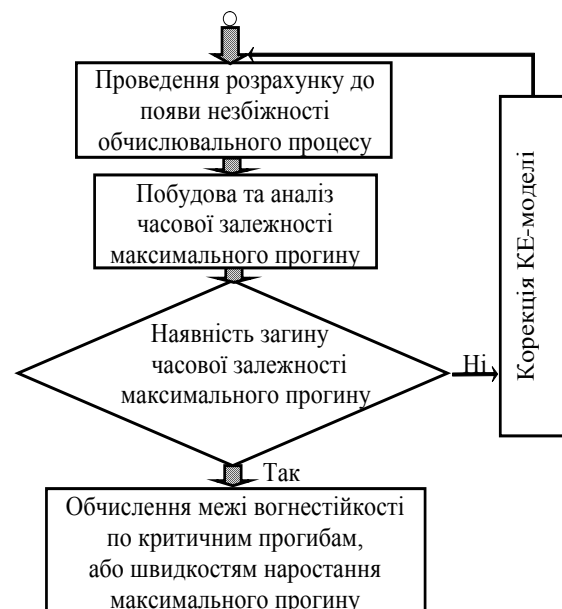 Проведення розрахунку до
появи незбіжності
обчислювального процесу
Побудова та аналіз
часової залежності
максимального прогину
Наявність загину
часової залежності
максимального прогину
Ні
Корекція КЕ-моделі
Так
Обчислення межі вогнестійкості
по критичним прогибам,
або швидкостям наростання
максимального прогину